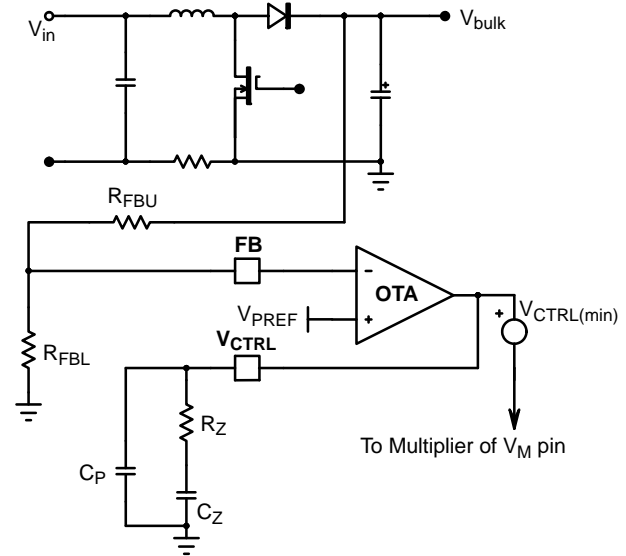 Vin
Vbulk
+
RFBU
FB
−
OTA
VPREF
+
+
VCTRL(min)
RFBL
VCTRL
RZ
To Multiplier of VM pin
CP
CZ